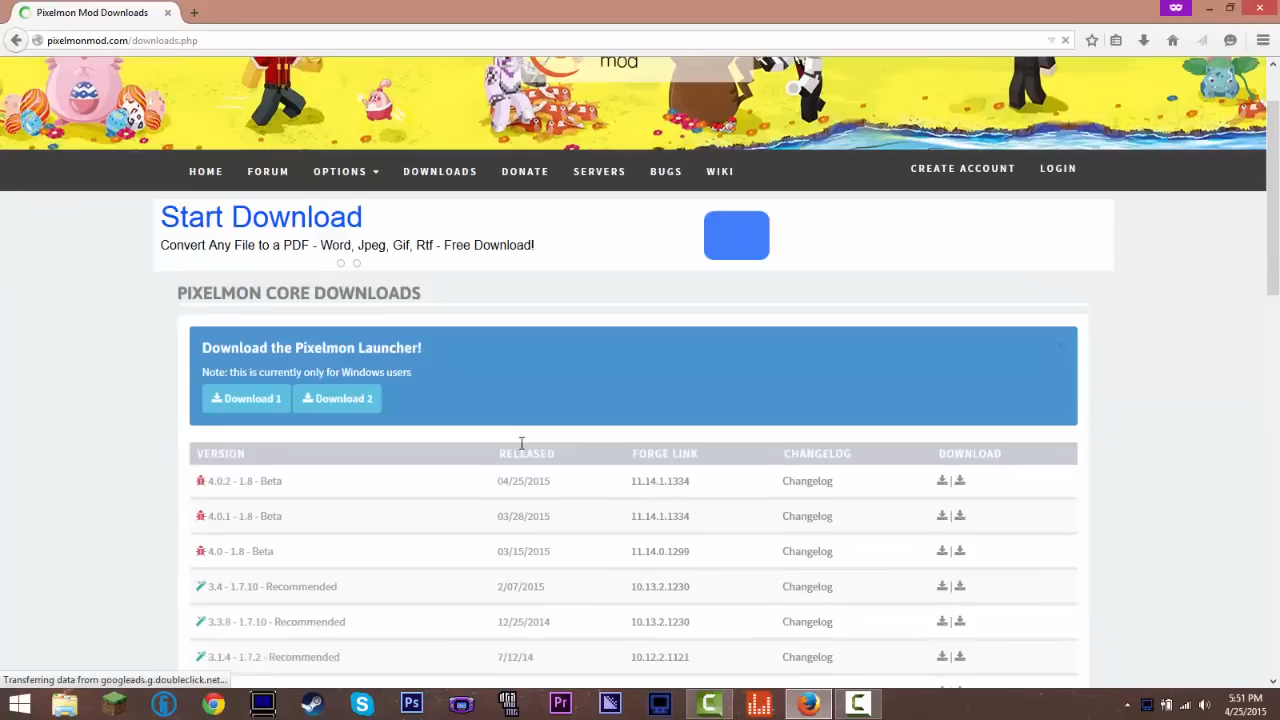 Pixelmon Mod Downloads
pixelmonmod.com/downloads.php
mod
HOME FORUM OPTIONS DOWNLOADS DONATE SERVERS BUGS WIKI CREATE ACCOUNT LOGIN
Start Download
Convert Any File to a PDF - Word, Jpeg, Gif, Rtf - Free Download!
PIXELMON CORE DOWNLOADS
Download the Pixelmon Launcher!
Note: this is currently only for Windows users
Download 1 Download 2
VERSION RELEASED FORGE LINK CHANGELOG DOWNLOAD
4.0.2 - 1.8 - Beta 04/25/2015 11.14.1.1334 Changelog |
4.0.1 - 1.8 - Beta 03/28/2015 11.14.1.1334 Changelog |
4.0 - 1.8 - Beta 03/15/2015 11.14.0.1299 Changelog |
3.4 - 1.7.10 - Recommended 2/07/2015 10.13.2.1230 Changelog |
3.3.8 - 1.7.10 - Recommended 12/25/2014 10.13.2.1230 Changelog |
3.1.4 - 1.7.2 - Recommended 7/12/14 10.12.2.1121 Changelog |
Transferring data from googleads.g.doubleclick.net...
Ps Pr
5:51 PM
4/25/2015